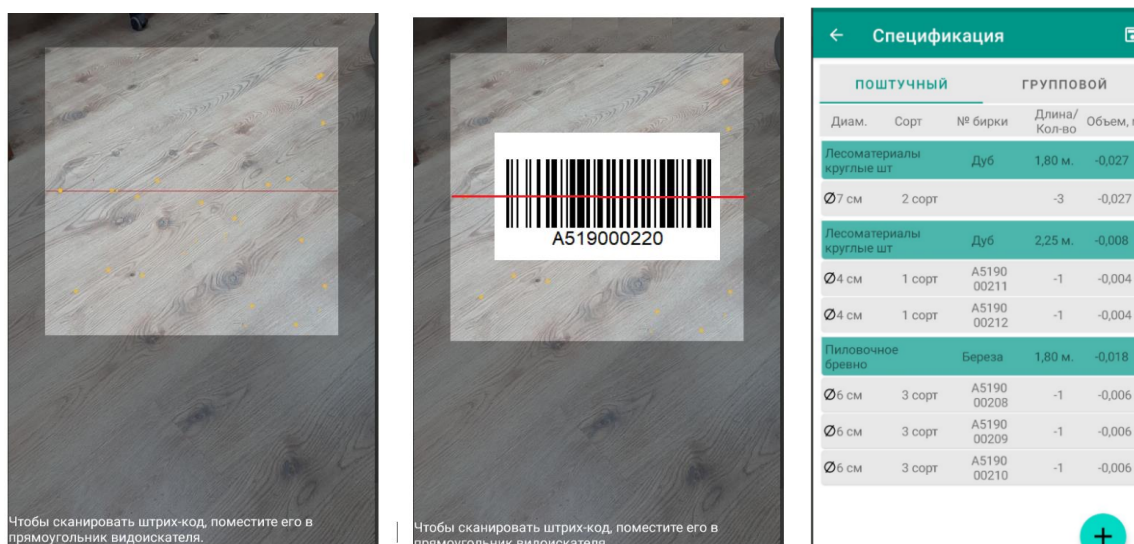 Чтобы сканировать штрих-код, поместите его в
прямоугольник видоискателя.
A519000220
Чтобы сканировать штрих-код, поместите его в
прямоугольник видоискателя
Спецификация
ПОШТУЧНЫЙ ГРУППОВОЙ
Диам. Сорт № бирки Длина/ Кол-во Объем,
Лесоматериалы
круглые шт Дуб 1,80 м. -0,027
Ø7 см 2 сорт -3 -0,027
Лесоматериалы
круглые шт Дуб 2,25 м. -0,008
Ø4 см 1 сорт A5190
00211 -1 -0,004
Ø4 см 1 сорт A5190
00212 -1 -0,004
Пиловочное
бревно Береза 1,80 м. -0,018
Ø6 см 3 сорт A5190
00208 -1 -0,006
Ø6 см 3 сорт A5190
00209 -1 -0,006
Ø6 см 3 сорт A5190
00210 -1 -0,006
+